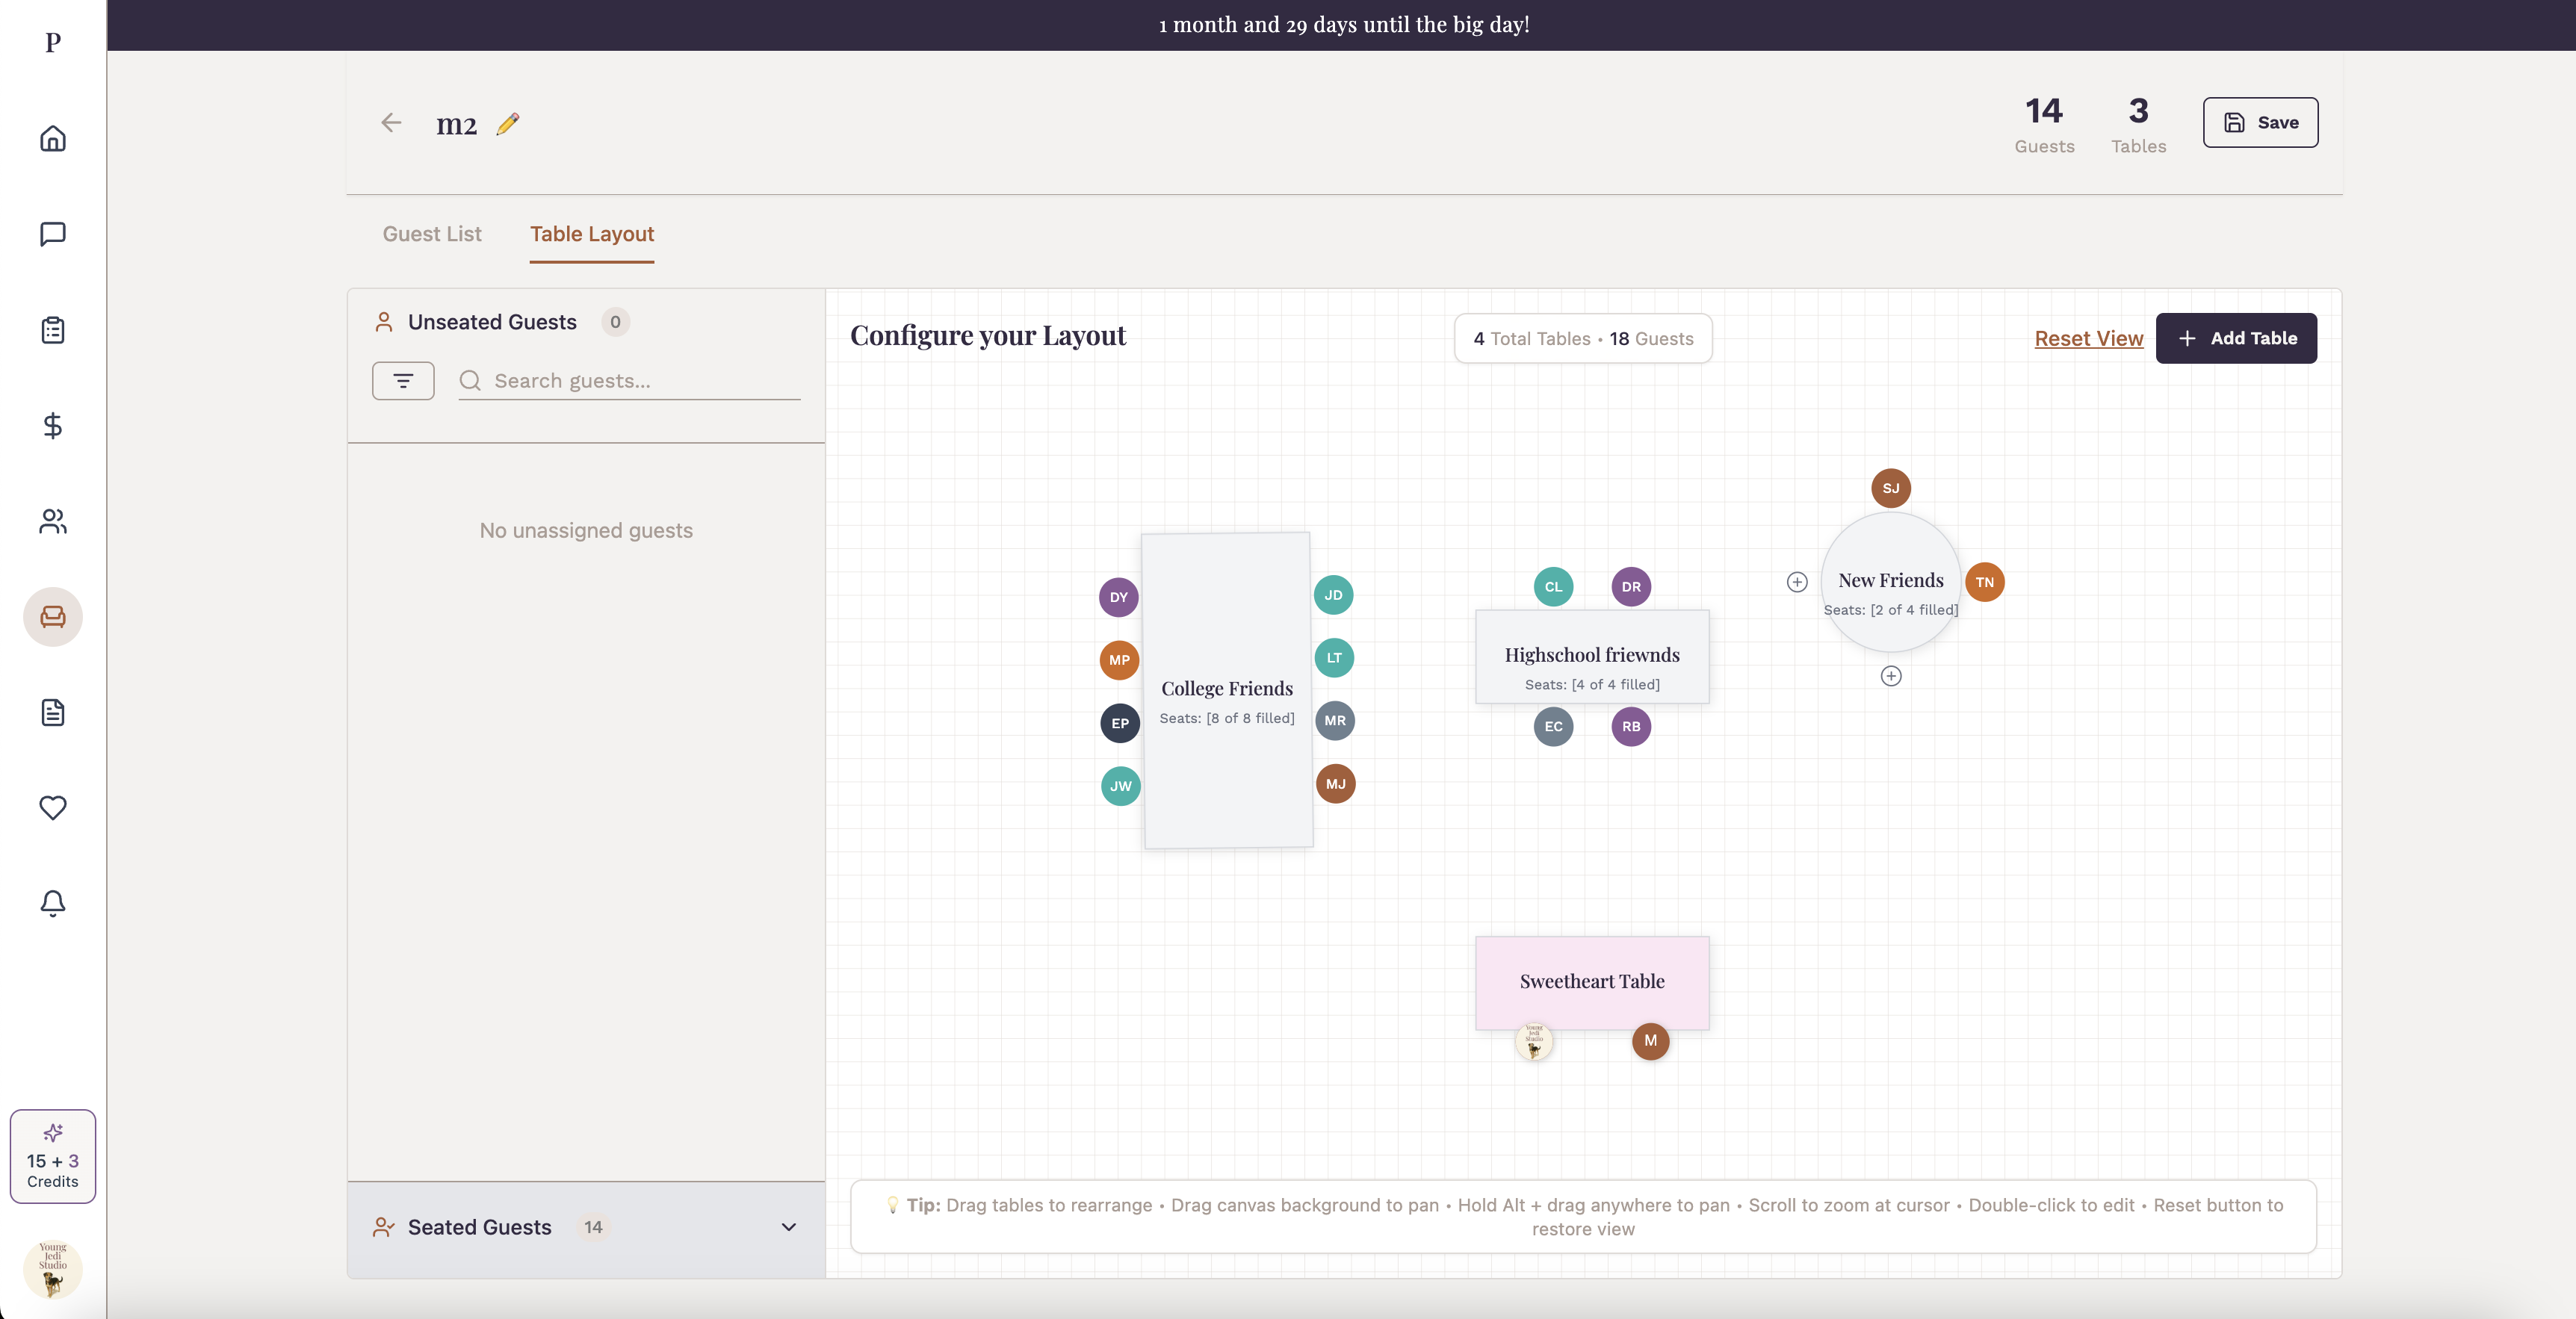 1 month and 29 days until the big day!
P
m2
14
Guests
3
Tables
Save
Guest List
Table Layout
Unseated Guests
0
Search guests...
No unassigned guests
Configure your Layout
4 Total Tables • 18 Guests
Reset View
Add Table
SJ
New Friends
Seats: [2 of 4 filled]
TN
DY
MP
EP
JW
College Friends
Seats: [8 of 8 filled]
JD
LT
MR
MJ
CL
DR
Highschool friewnds
Seats: [4 of 4 filled]
EC
RB
Sweetheart Table
Young
Jedi
Studio
M
15 + 3
Credits
Young
Jedi
Studio
Seated Guests
14
Tip: Drag tables to rearrange • Drag canvas background to pan • Hold Alt + drag anywhere to pan • Scroll to zoom at cursor • Double-click to edit • Reset button to
restore view